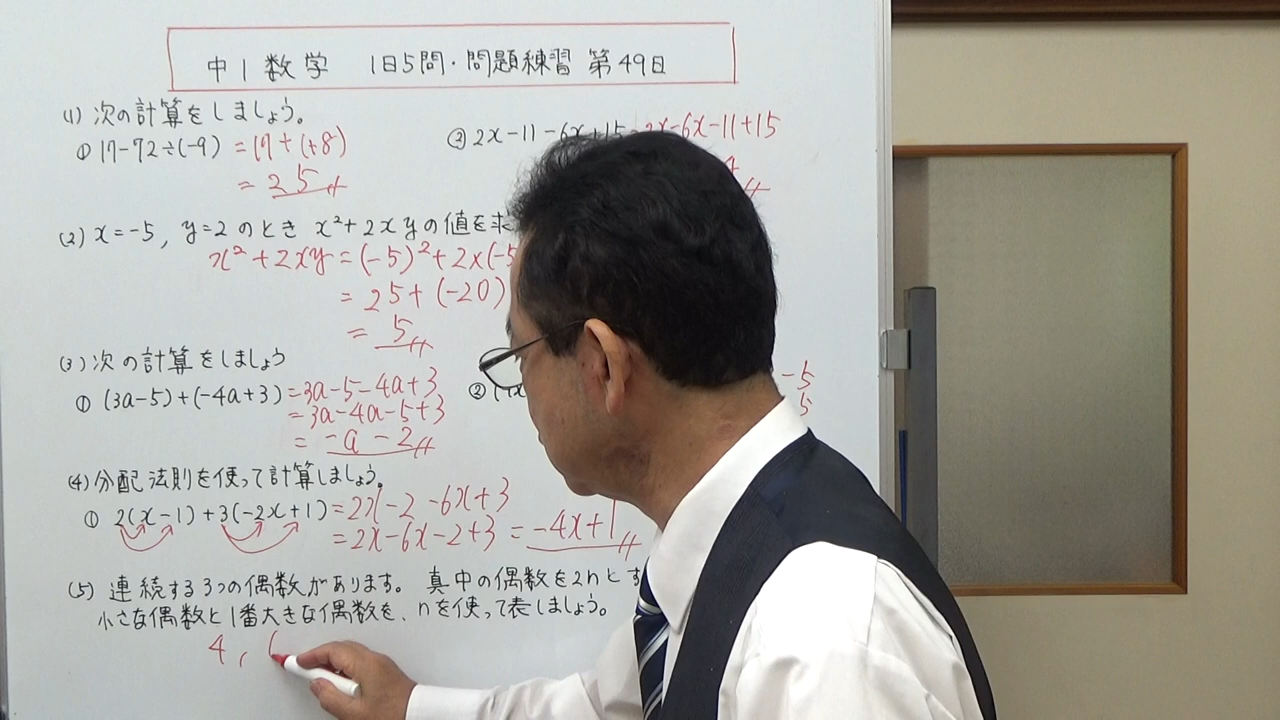 中1数学 1日5問・問題練習 第49日
(1) 次の計算をしましょう。
① 17-72÷(-9) = 17+(+8)
= 25
② 2x-11-6x+15 = 2x-6x-11+15
(2) x=-5, y=2 のとき x²+2xyの値を求
x²+2xy=(-5)²+2×(-5
= 25+(-20)
= 5
(3) 次の計算をしましょう
① (3a-5)+(-4a+3) =3a-5-4a+3
=3a-4a-5+3
= -a-2
②
-5
5
(4) 分配法則を使って計算しましょう。
① 2(x-1)+3(-2x+1) =2x-2-6x+3
=2x-6x-2+3 = -4x+1
(5) 連続する3つの偶数があります。 真中の偶数を2nとす
小さな偶数と1番大きな偶数を、nを使って表しましょう。
4,